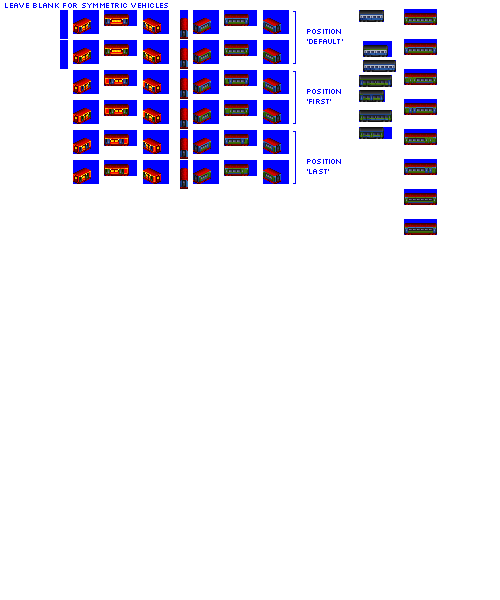 LEAVE BLANK FOR SYMMETRIC VEHICLES
POSITION
'DEFAULT'
POSITION
'FIRST'
POSITION
'LAST'